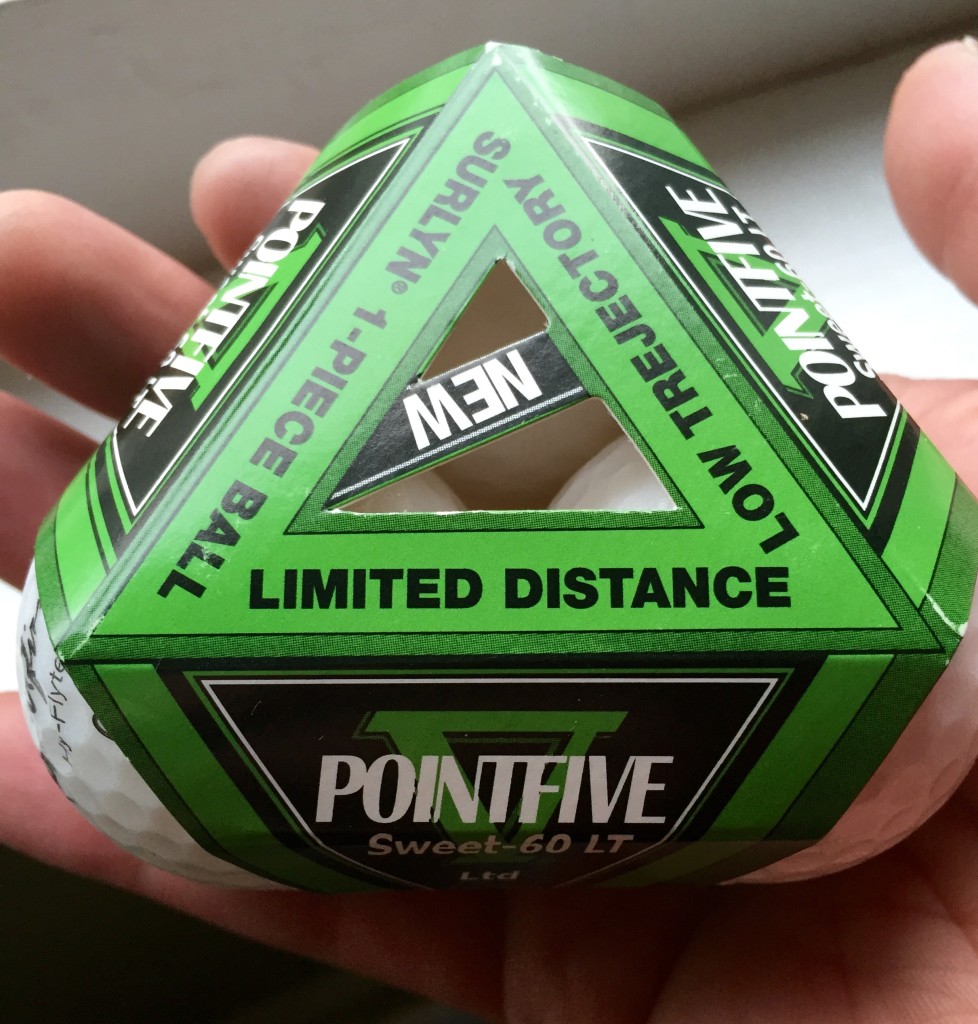 SURLYN® 1-PIECE BALL
LOW TREJECTORY
LIMITED DISTANCE
NEW
POINTFIVE
POINTFIVE
POINTFIVE
Sweet-60 LT
Ltd